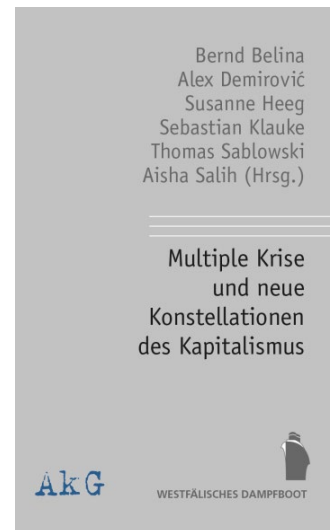 Bernd Belina
Alex Demirović
Susanne Heeg
Sebastian Klauke
Thomas Sablowski
Aisha Salih (Hrsg.)
Multiple Krise
und neue
Konstellationen
des Kapitalismus
AkG
WESTFÄLISCHES DAMPFBOOT